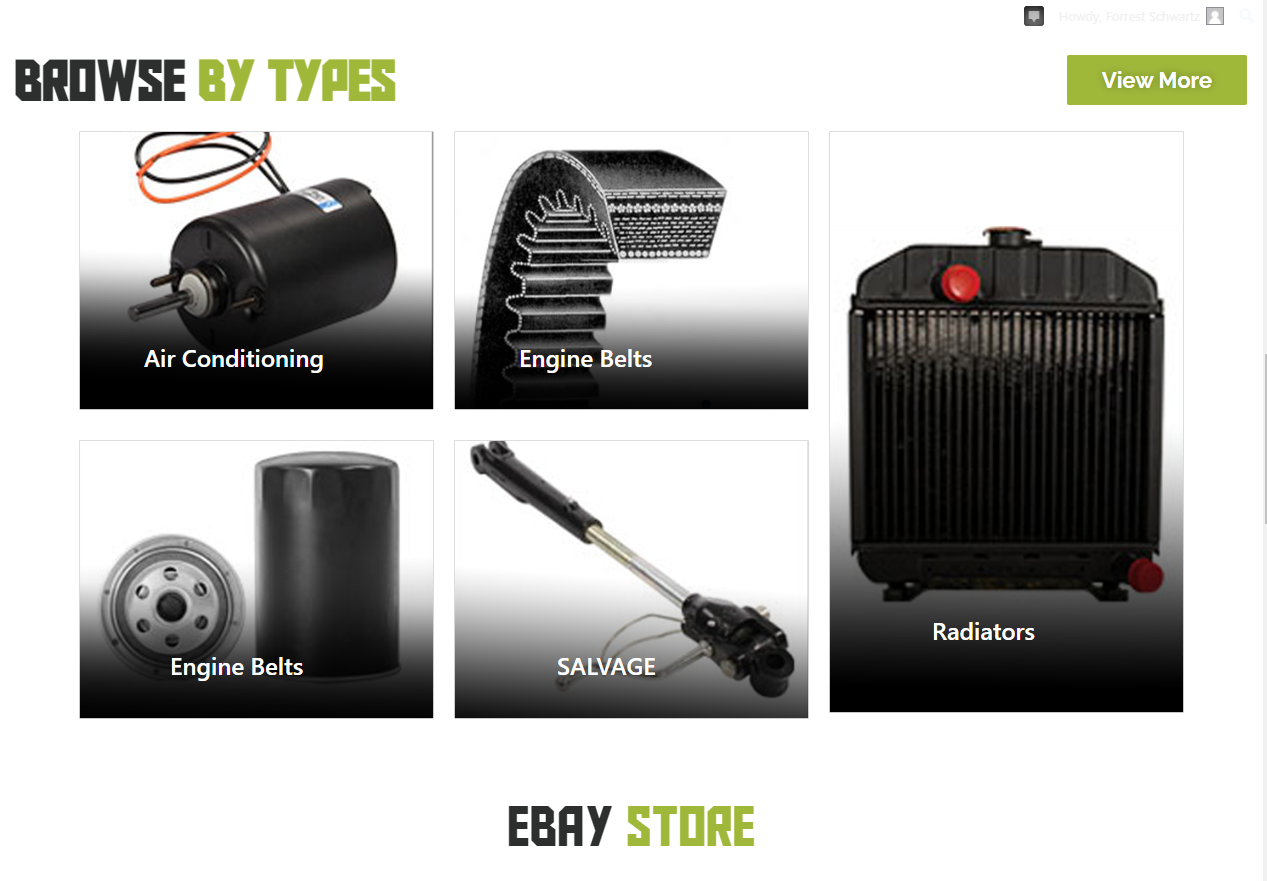 Howdy, Forrest Schwartz
BROWSE BY TYPES
View More
Air Conditioning
Engine Belts
Radiators
Engine Belts
SALVAGE
EBAY STORE